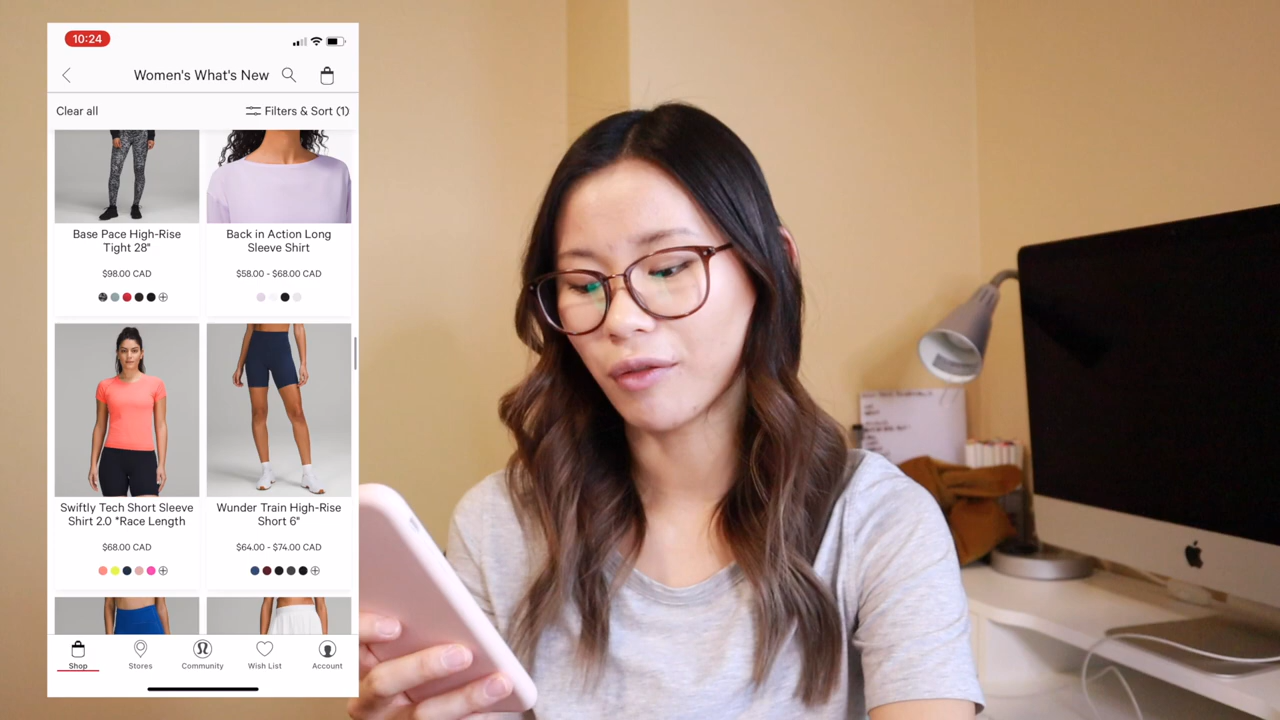 10:24
Women's What's New
Clear all
Filters & Sort (1)
Base Pace High-Rise
Tight 28"
$98.00 CAD
Back in Action Long
Sleeve Shirt
$58.00 - $68.00 CAD
Swiftly Tech Short Sleeve
Shirt 2.0 *Race Length
$68.00 CAD
Wunder Train High-Rise
Short 6"
$64.00 - $74.00 CAD
Shop
Stores
Community
Wish List
Account